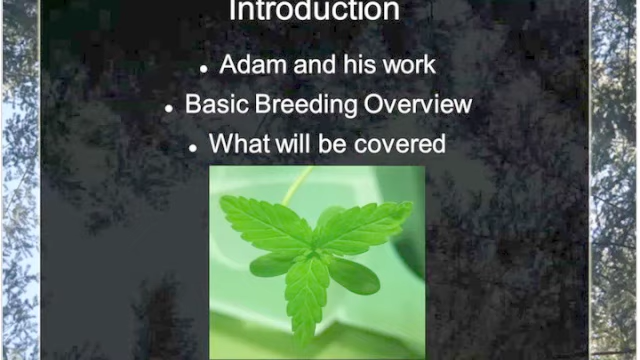 Introduction
• Adam and his work
• Basic Breeding Overview
• What will be covered